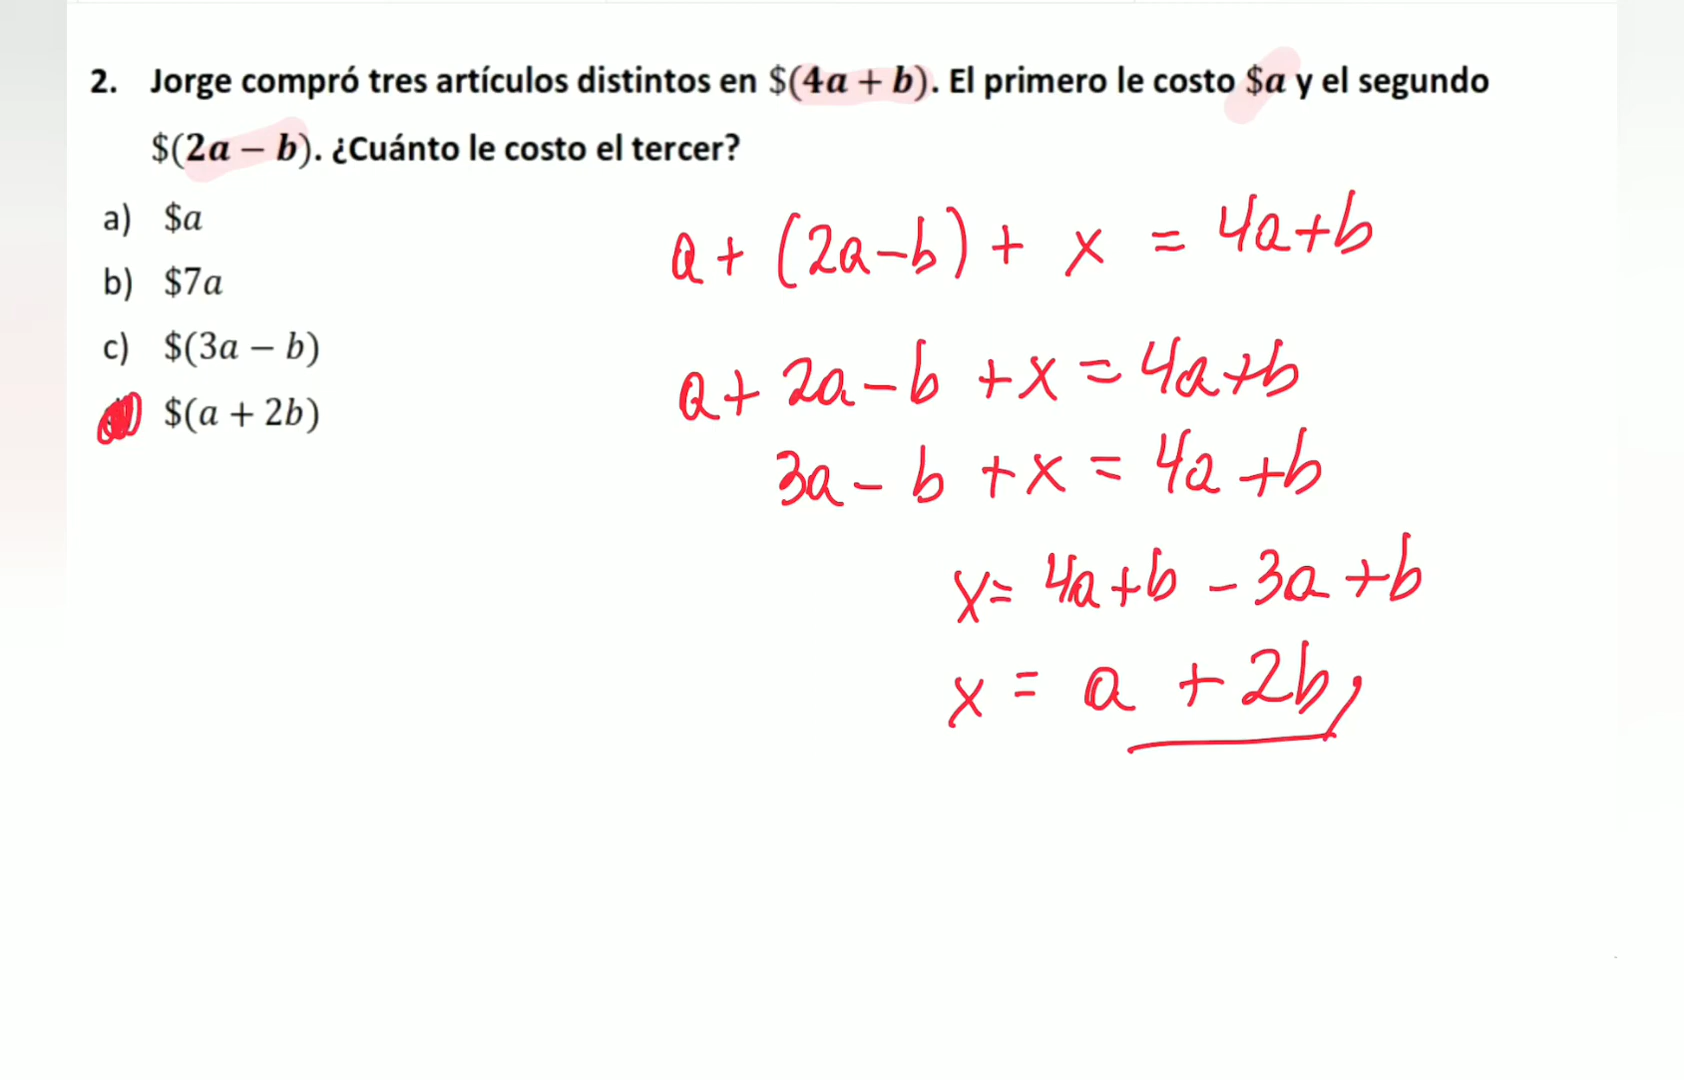 2. Jorge compró tres artículos distintos en $(4a + b). El primero le costo $a y el segundo
$(2a − b). ¿Cuánto le costo el tercer?
a) $a
b) $7a
c) $(3a − b)
$(a + 2b)
a + (2a-b) + x = 4a+b
a + 2a - b + x = 4a+b
3a - b + x = 4a + b
x = 4a+b - 3a + b
x = a + 2b